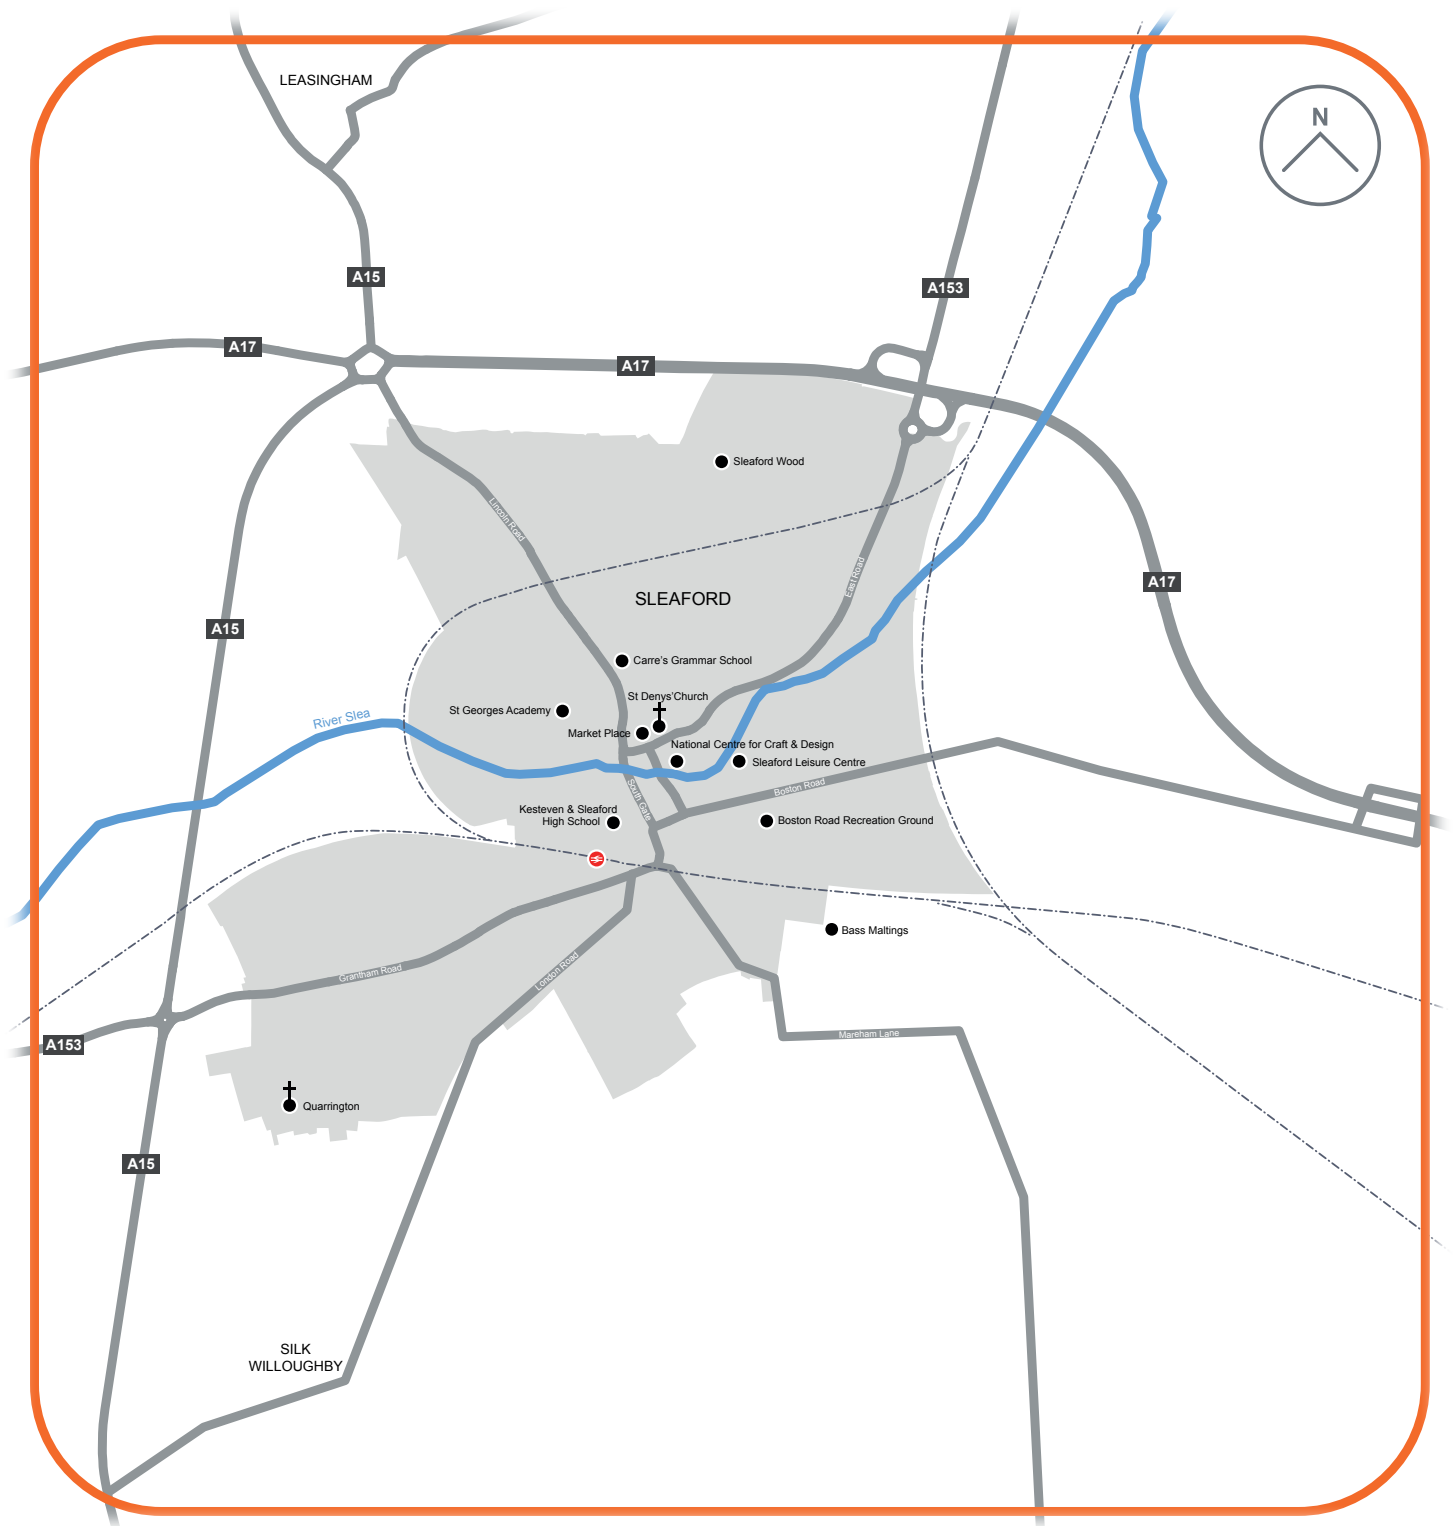 LEASINGHAM
N
A15
A153
A17
A17
Sleaford Wood
Lincoln Road
East Road
A17
SLEAFORD
A15
Carre's Grammar School
St Denys'Church
St Georges Academy
River Slea
Market Place
National Centre for Craft & Design
Sleaford Leisure Centre
South Gate
Boston Road
Kesteven & Sleaford
High School
Boston Road Recreation Ground
Bass Maltings
Grantham Road
London Road
Mareham Lane
A153
Quarrington
A15
SILK
WILLOUGHBY